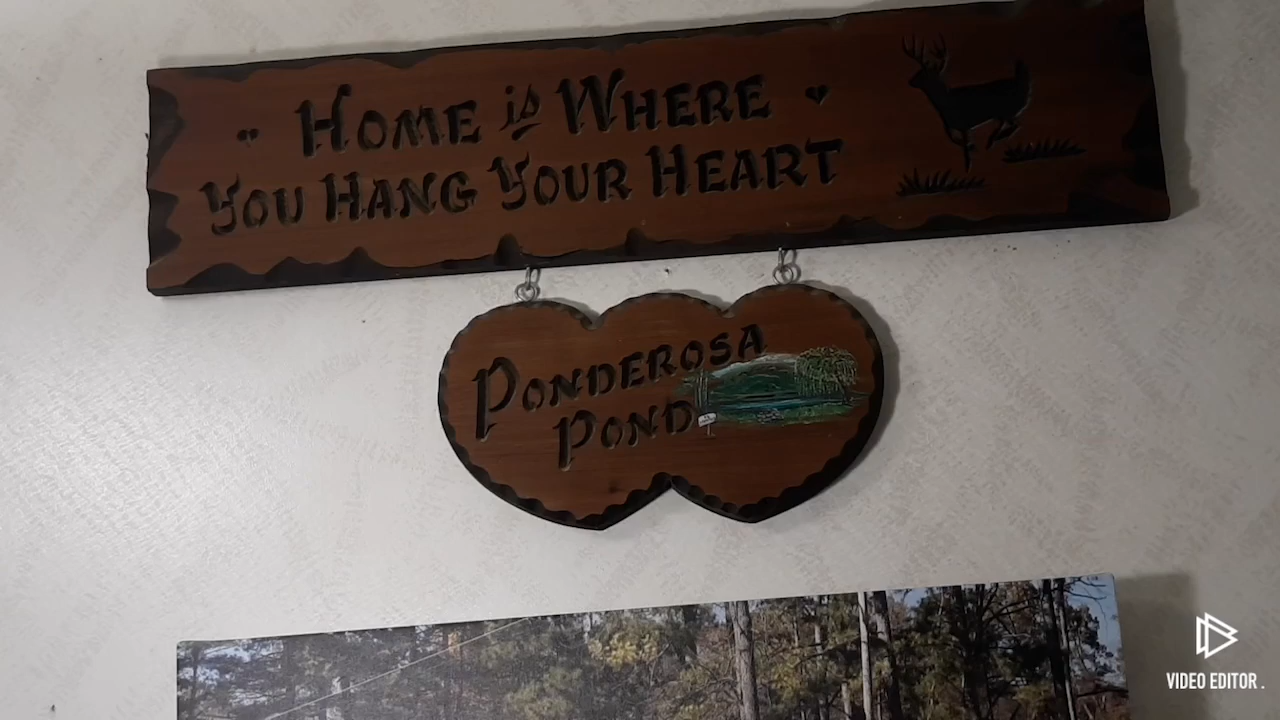 Home is Where
You Hang Your Heart
Ponderosa
Pond
VIDEO EDITOR.